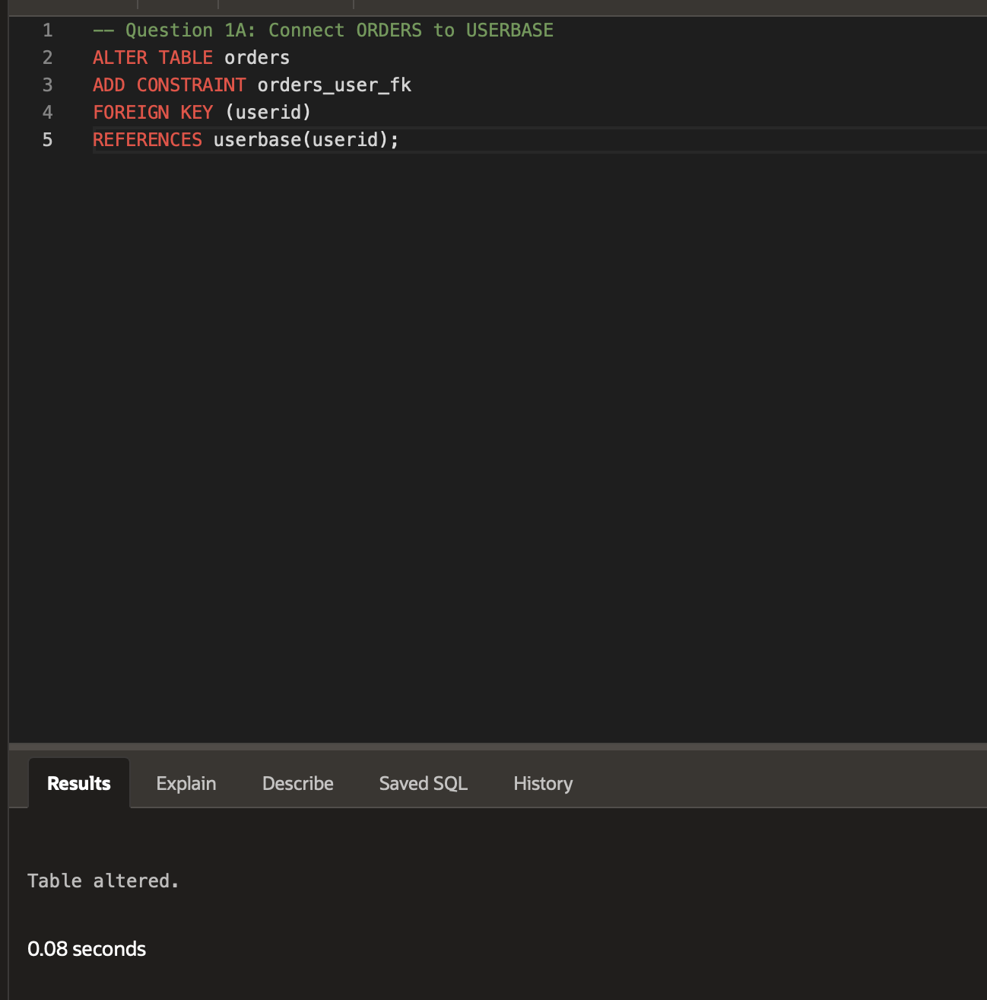 1 -- Question 1A: Connect ORDERS to USERBASE
2 ALTER TABLE orders
3 ADD CONSTRAINT orders_user_fk
4 FOREIGN KEY (userid)
5 REFERENCES userbase(userid);
Results Explain Describe Saved SQL History
Table altered.
0.08 seconds